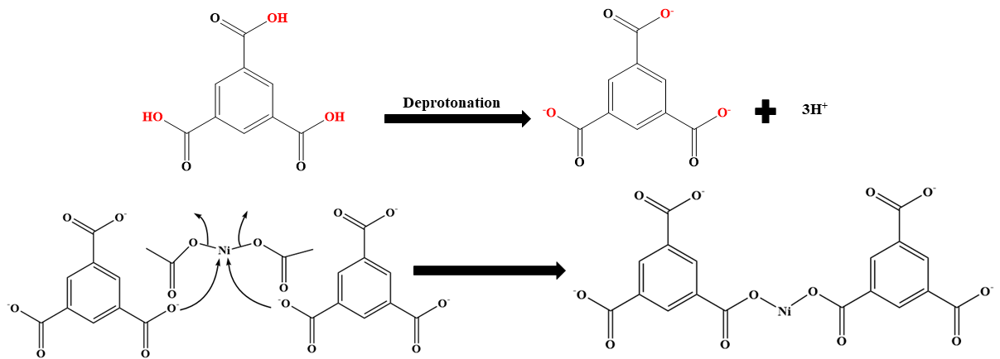 O OH O O-
HO OH Deprotonation -O O- 3H+
O O O O
O O- O O- O O- O O-
O Ni O
O O
-O O- -O O- -O O Ni O O-
O O O O O O O O